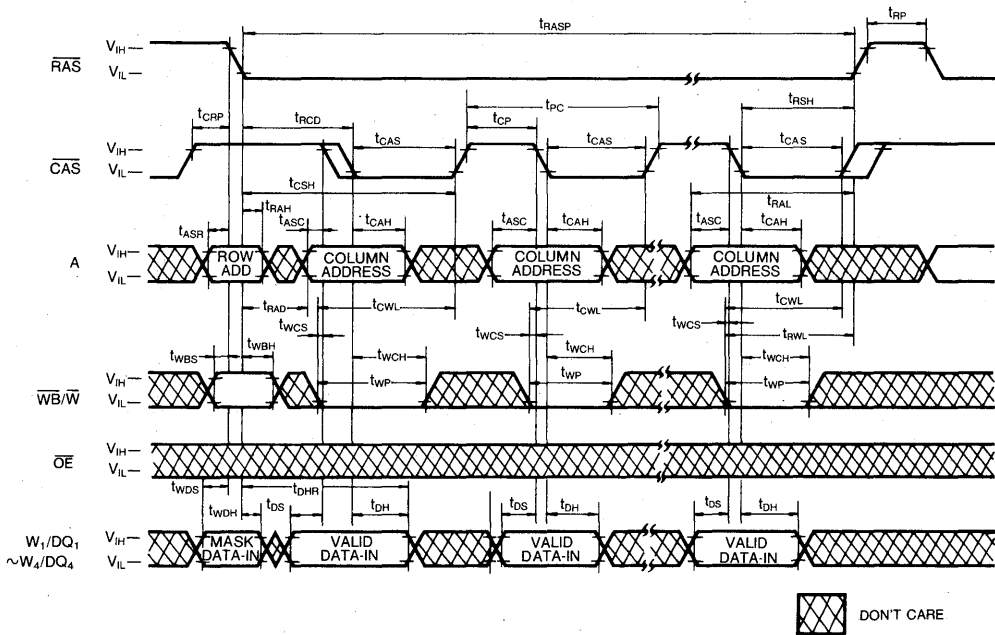 tRASP tRP
VIH
RAS
VIL
tCRP tRCD tCP tPC tRSH
tCAS tCAS tCAS
VIH
CAS
VIL
tCSH tRAL
tASR tRAH tASC tCAH tASC tCAH tASC tCAH
VIH
A ROW ADD COLUMN ADDRESS COLUMN ADDRESS COLUMN ADDRESS
VIL
tRAD tCWL tCWL tCWL
tWCS tWCS tWCS tRWL
tWBS tWBH tWCH tWCH tWCH
tWP tWP tWP
VIH
WB/W
VIL
VIH
OE
VIL
tWDS tDHR
tWDH tDS tDH tDS tDH tDS tDH
W1/DQ1 VIH MASK VALID VALID VALID
~W4/DQ4 VIL DATA-IN DATA-IN DATA-IN DATA-IN
DON'T CARE